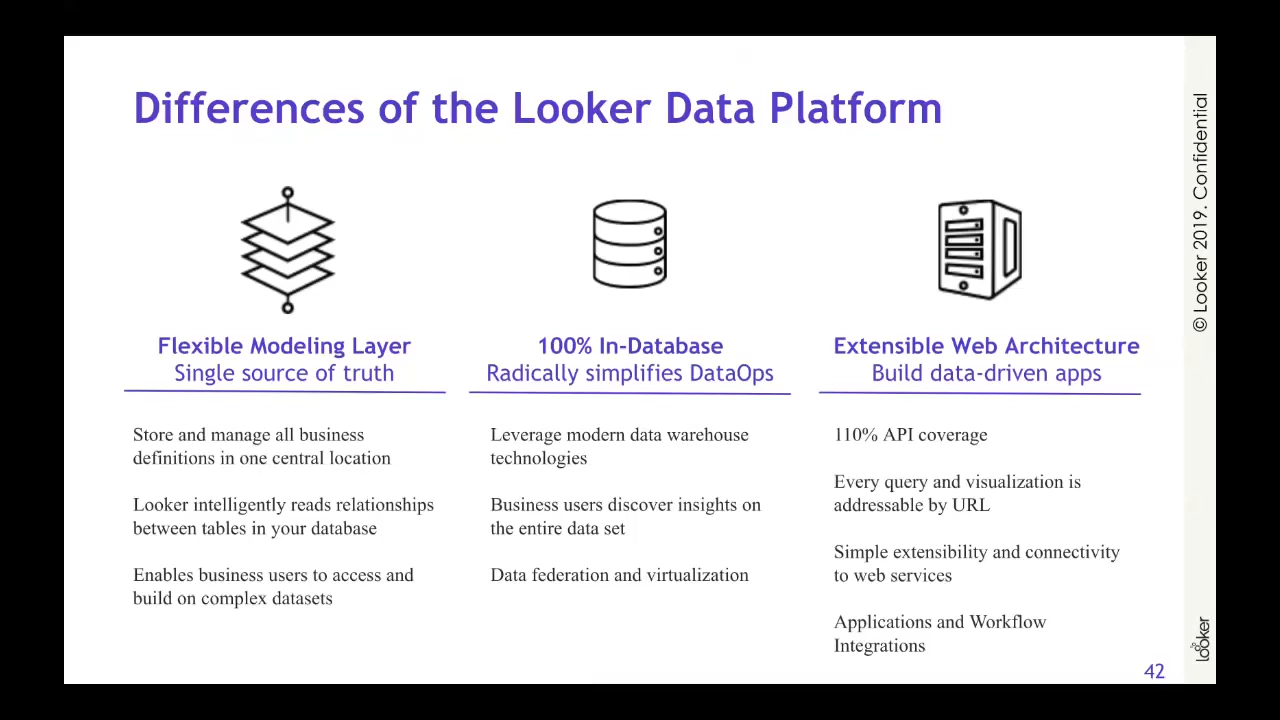 Differences of the Looker Data Platform
Flexible Modeling Layer
Single source of truth
Store and manage all business
definitions in one central location
Looker intelligently reads relationships
between tables in your database
Enables business users to access and
build on complex datasets
100% In-Database
Radically simplifies DataOps
Leverage modern data warehouse
technologies
Business users discover insights on
the entire data set
Data federation and virtualization
Extensible Web Architecture
Build data-driven apps
110% API coverage
Every query and visualization is
addressable by URL
Simple extensibility and connectivity
to web services
Applications and Workflow
Integrations
© Looker 2019. Confidential
looker
42